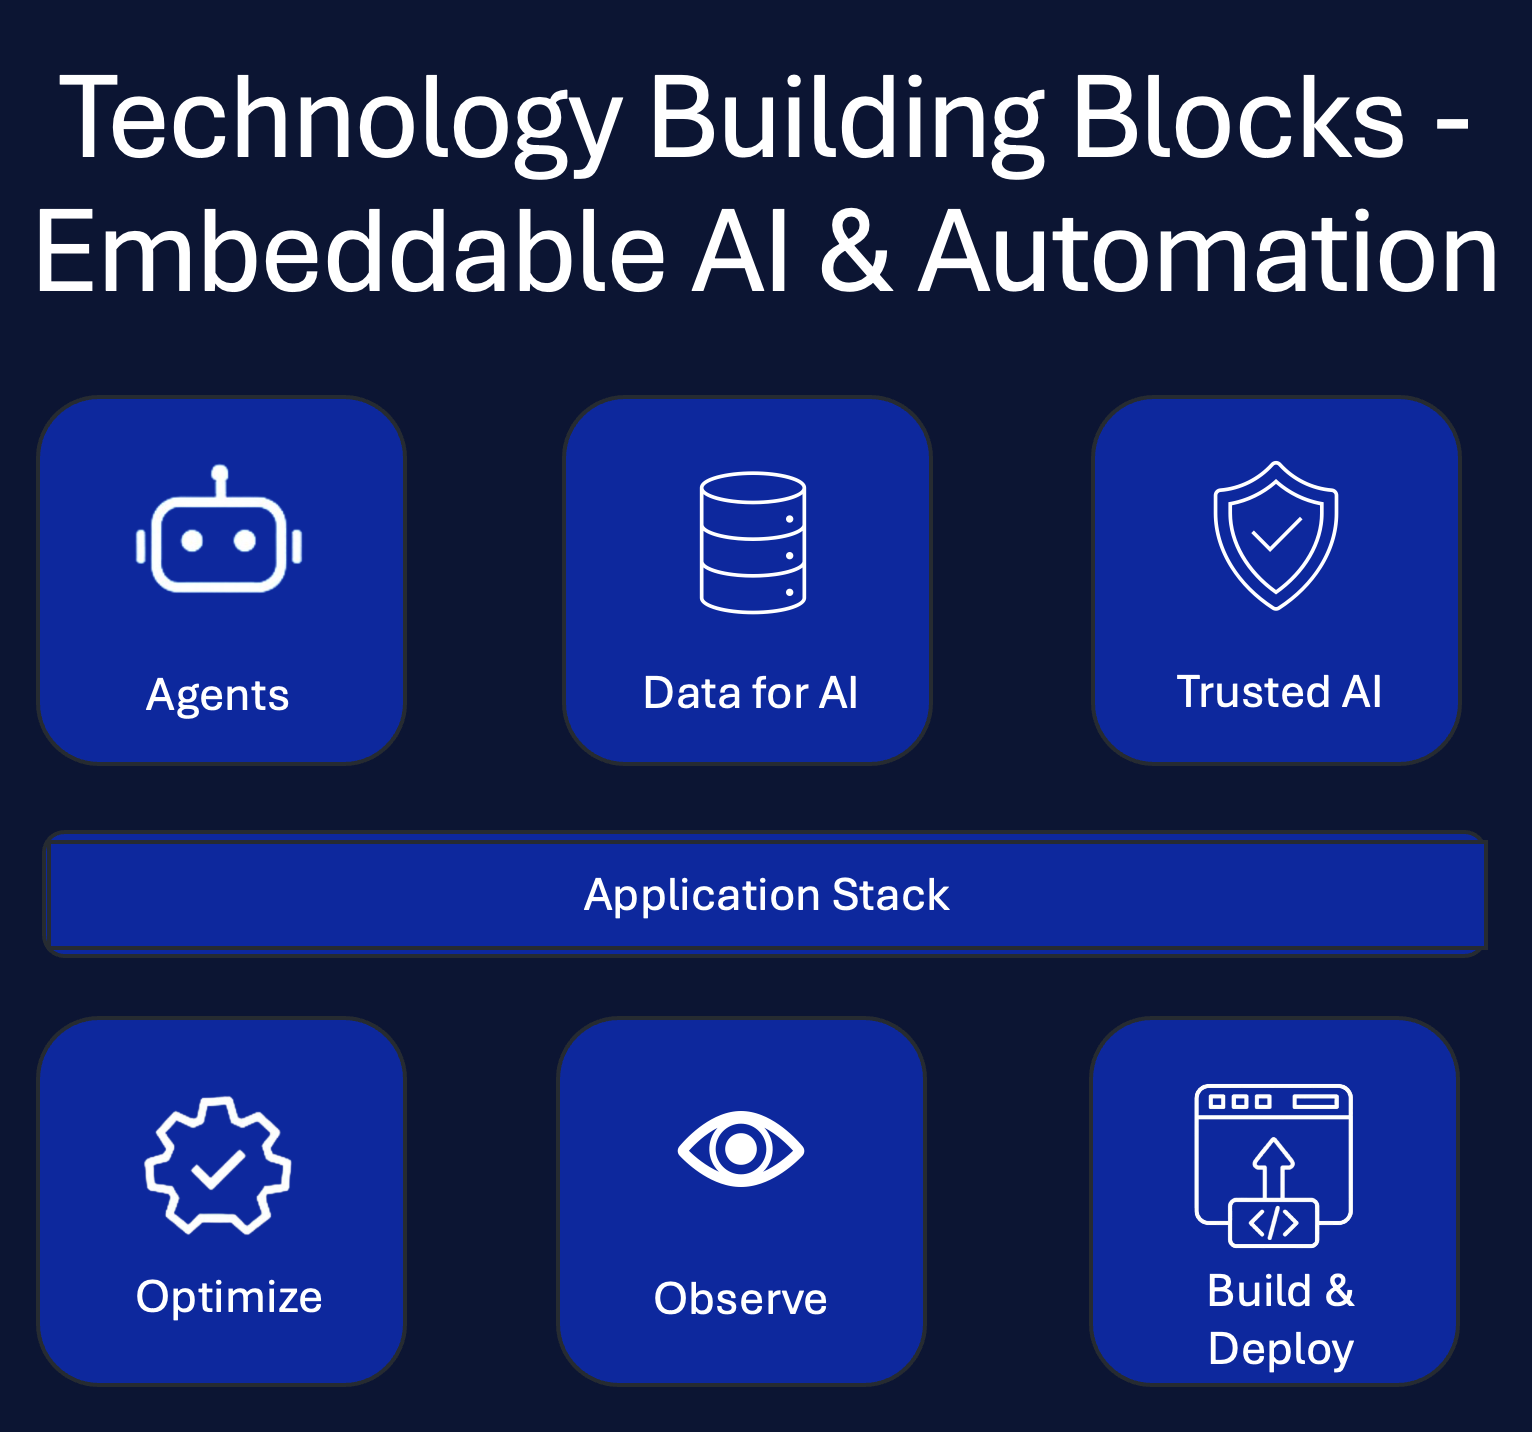 Technology Building Blocks -
Embeddable AI & Automation
Agents
Data for AI
Trusted AI
Application Stack
Optimize
Observe
</>
Build &
Deploy